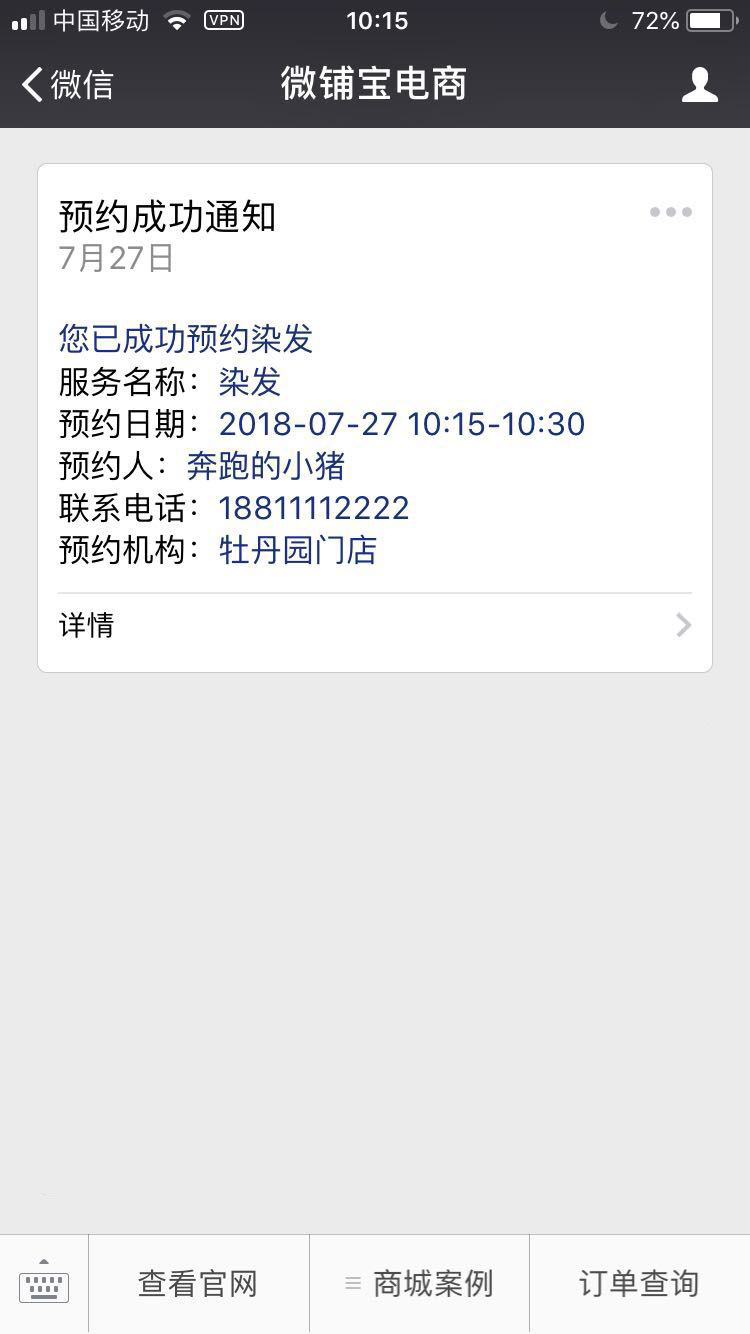 中国移动 VPN 10:15 72%
微信 微铺宝电商
预约成功通知
7月27日
您已成功预约染发
服务名称：染发
预约日期：2018-07-27 10:15-10:30
预约人：奔跑的小猪
联系电话：18811112222
预约机构：牡丹园门店
详情
查看官网 商城案例 订单查询